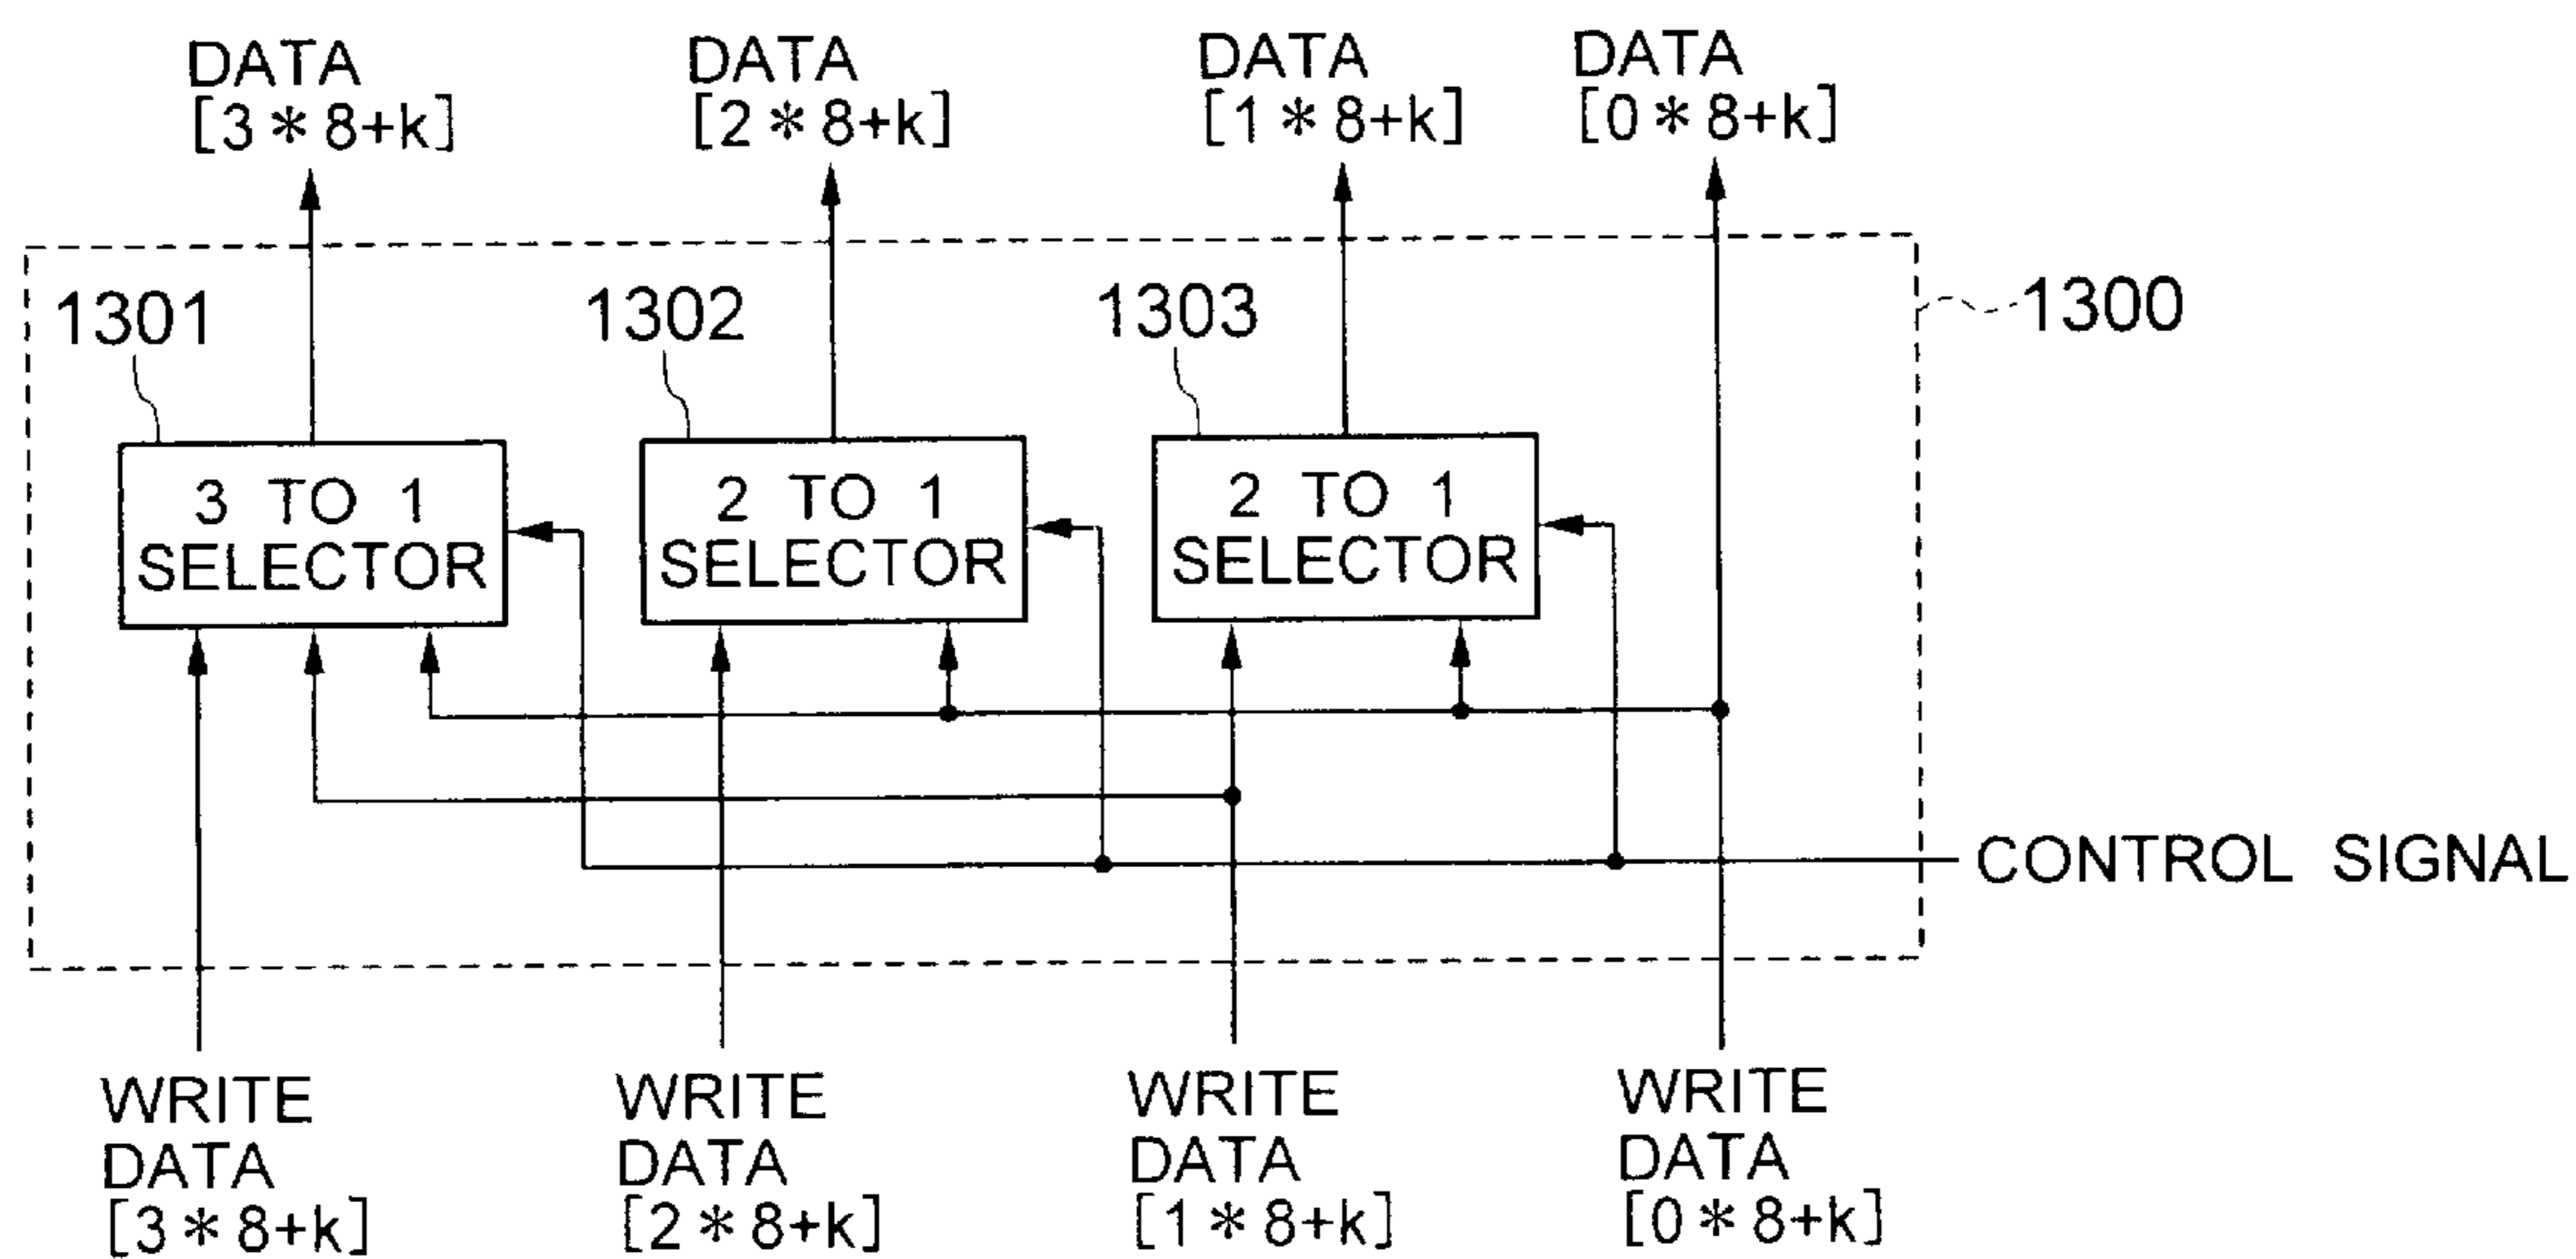 DATA
[3*8+k]
DATA
[2*8+k]
DATA
[1*8+k]
DATA
[0*8+k]
1301
1302
1303
1300
3 TO 1
SELECTOR
2 TO 1
SELECTOR
2 TO 1
SELECTOR
CONTROL SIGNAL
WRITE
DATA
[3*8+k]
WRITE
DATA
[2*8+k]
WRITE
DATA
[1*8+k]
WRITE
DATA
[0*8+k]